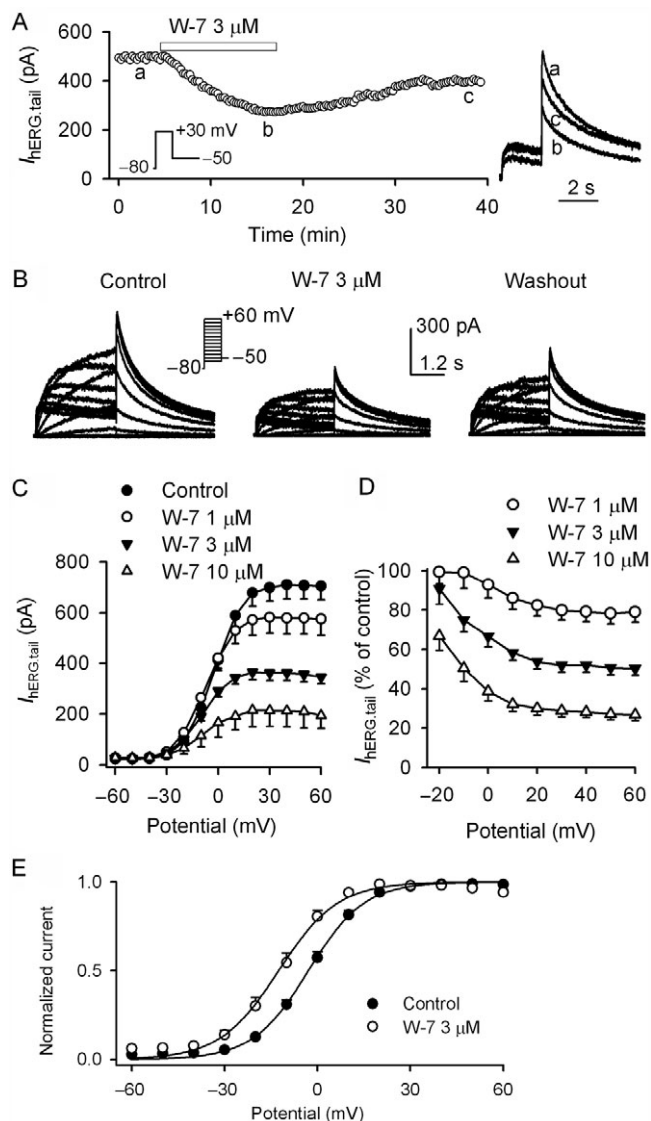 A
W-7 3 μM
600
400
200
0
I hERG.tail (pA)
a
b
c
+30 mV
−80
−50
0 10 20 30 40
Time (min)
a
c
b
2 s
B
Control
W-7 3 μM
Washout
+60 mV
−80
−50
300 pA
1.2 s
C
Control
W-7 1 μM
W-7 3 μM
W-7 10 μM
800
600
400
200
0
I hERG.tail (pA)
−60 −30 0 30 60
Potential (mV)
D
W-7 1 μM
W-7 3 μM
W-7 10 μM
100
80
60
40
20
0
I hERG.tail (% of control)
−20 0 20 40 60
Potential (mV)
E
1.0
0.5
0.0
Normalized current
Control
W-7 3 μM
−60 −30 0 30 60
Potential (mV)